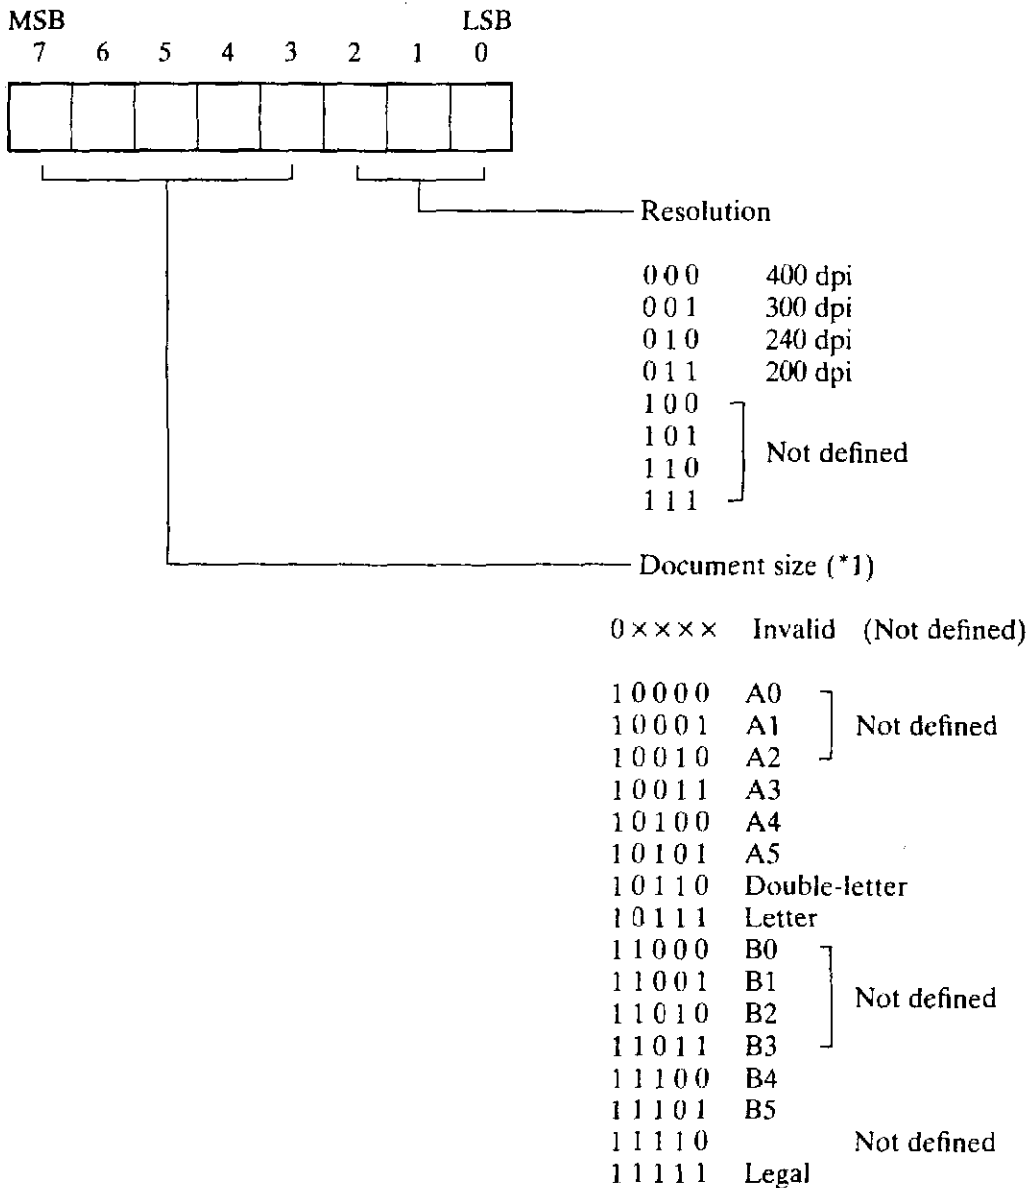 MSB LSB
7 6 5 4 3 2 1 0
Resolution
0 0 0 400 dpi
0 0 1 300 dpi
0 1 0 240 dpi
0 1 1 200 dpi
1 0 0
1 0 1
Not defined
1 1 0
1 1 1
Document size (*1)
0 × × × × Invalid (Not defined)
1 0 0 0 0 A0
1 0 0 0 1 A1 Not defined
1 0 0 1 0 A2
1 0 0 1 1 A3
1 0 1 0 0 A4
1 0 1 0 1 A5
1 0 1 1 0 Double-letter
1 0 1 1 1 Letter
1 1 0 0 0 B0
1 1 0 0 1 B1
Not defined
1 1 0 1 0 B2
1 1 0 1 1 B3
1 1 1 0 0 B4
1 1 1 0 1 B5
1 1 1 1 0 Not defined
1 1 1 1 1 Legal